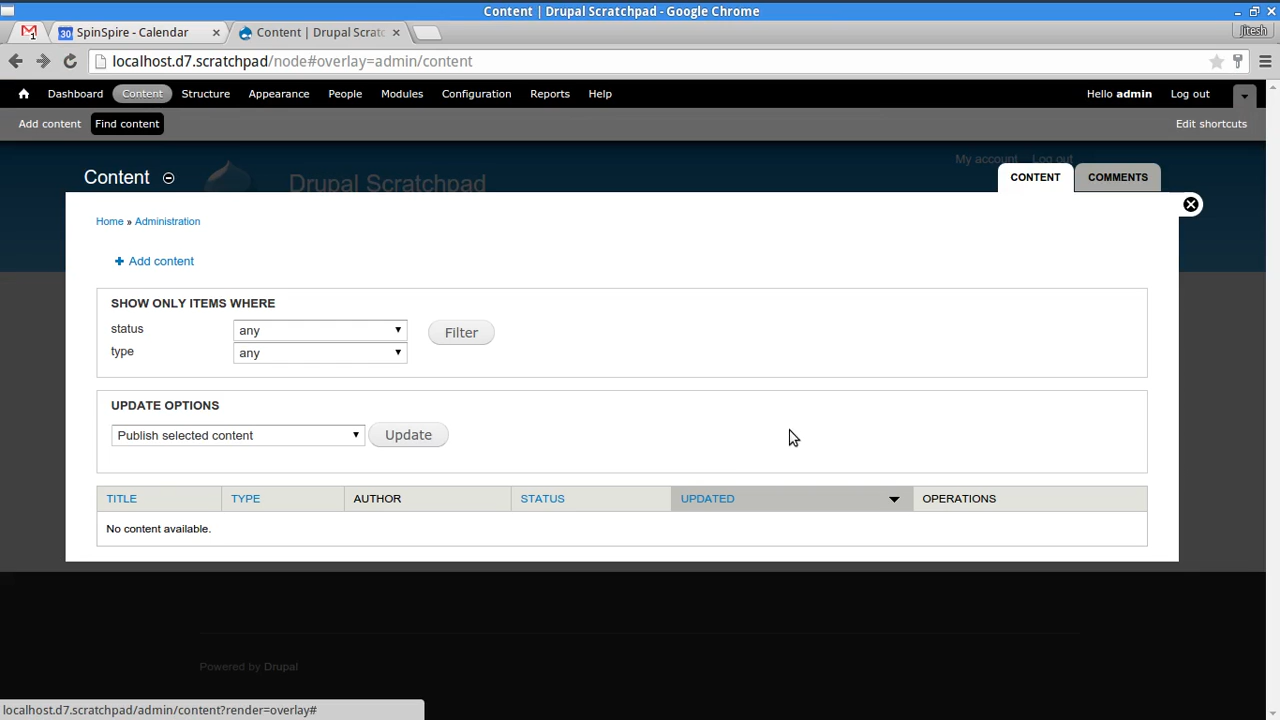 Content | Drupal Scratchpad - Google Chrome
1 30 SpinSpire - Calendar × Content | Drupal Scratc ×
jitesh
localhost.d7.scratchpad/node#overlay=admin/content
Dashboard Content Structure Appearance People Modules Configuration Reports Help Hello admin Log out
Add content Find content Edit shortcuts
My account Log out
Content Drupal Scratchpad CONTENT COMMENTS
Home » Administration
+ Add content
SHOW ONLY ITEMS WHERE
status any Filter
type any
UPDATE OPTIONS
Publish selected content Update
TITLE TYPE AUTHOR STATUS UPDATED OPERATIONS
No content available.
Powered by Drupal
localhost.d7.scratchpad/admin/content?render=overlay#